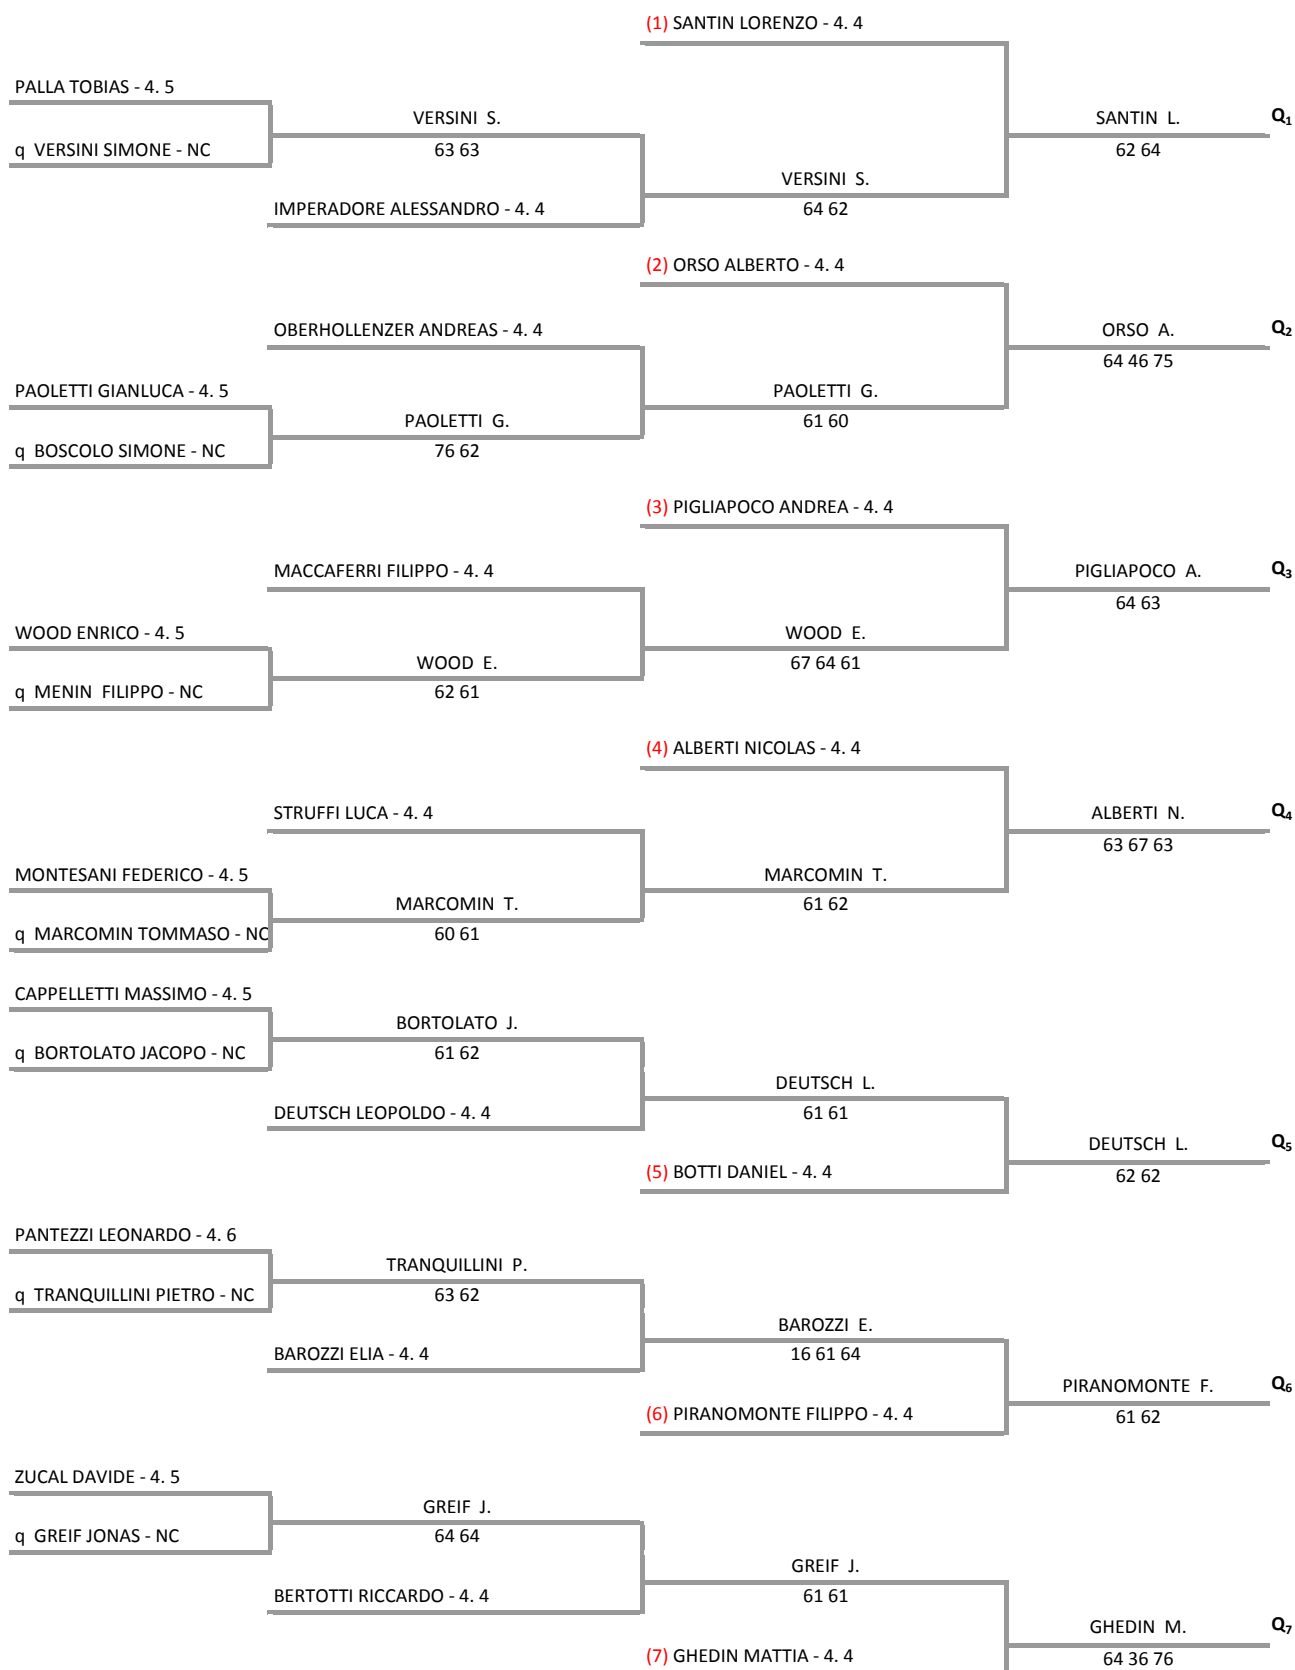 (1) SANTIN LORENZO - 4. 4
PALLA TOBIAS - 4. 5
VERSINI S.
SANTIN L.
Q1
q VERSINI SIMONE - NC
63 63
62 64
VERSINI S.
IMPERADORE ALESSANDRO - 4. 4
64 62
(2) ORSO ALBERTO - 4. 4
OBERHOLLENZER ANDREAS - 4. 4
ORSO A.
Q2
64 46 75
PAOLETTI GIANLUCA - 4. 5
PAOLETTI G.
PAOLETTI G.
61 60
q BOSCOLO SIMONE - NC
76 62
(3) PIGLIAPOCO ANDREA - 4. 4
MACCAFERRI FILIPPO - 4. 4
PIGLIAPOCO A.
Q3
64 63
WOOD ENRICO - 4. 5
WOOD E.
WOOD E.
67 64 61
q MENIN FILIPPO - NC
62 61
(4) ALBERTI NICOLAS - 4. 4
STRUFFI LUCA - 4. 4
ALBERTI N.
Q4
63 67 63
MONTESANI FEDERICO - 4. 5
MARCOMIN T.
MARCOMIN T.
61 62
q MARCOMIN TOMMASO - NC
60 61
CAPPELLETTI MASSIMO - 4. 5
BORTOLATO J.
q BORTOLATO JACOPO - NC
61 62
DEUTSCH L.
DEUTSCH LEOPOLDO - 4. 4
61 61
DEUTSCH L.
Q5
(5) BOTTI DANIEL - 4. 4
62 62
PANTEZZI LEONARDO - 4. 6
TRANQUILLINI P.
q TRANQUILLINI PIETRO - NC
63 62
BAROZZI E.
BAROZZI ELIA - 4. 4
16 61 64
PIRANOMONTE F.
Q6
(6) PIRANOMONTE FILIPPO - 4. 4
61 62
ZUCAL DAVIDE - 4. 5
GREIF J.
q GREIF JONAS - NC
64 64
GREIF J.
BERTOTTI RICCARDO - 4. 4
61 61
GHEDIN M.
Q7
(7) GHEDIN MATTIA - 4. 4
64 36 76